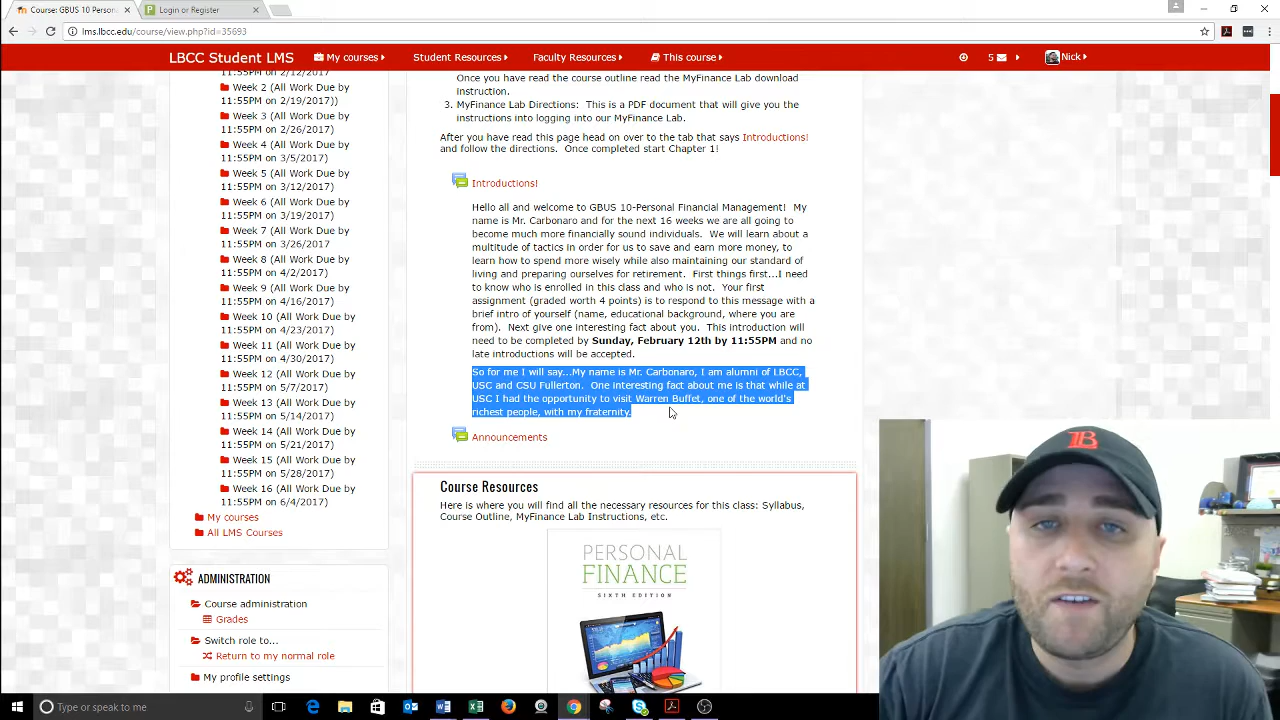 Course: GBUS 10 Person
Login or Register
lms.lbcc.edu/course/view.php?id=35693
LBCC Student LMS
My courses
Student Resources
Faculty Resources
This course
5
Nick
11:55PM on 2/12/2017)
Week 2 (All Work Due by
11:55PM on 2/19/2017))
Week 3 (All Work Due by
11:55PM on 2/26/2017)
Week 4 (All Work Due by
11:55PM on 3/5/2017)
Week 5 (All Work Due by
11:55PM on 3/12/2017)
Week 6 (All Work Due by
11:55PM on 3/19/2017)
Week 7 (All Work Due by
11:55PM on 3/26/2017
Week 8 (All Work Due by
11:55PM on 4/2/2017)
Week 9 (All Work Due by
11:55PM on 4/16/2017)
Week 10 (All Work Due by
11:55PM on 4/23/2017)
Week 11 (All Work Due by
11:55PM on 4/30/2017)
Week 12 (All Work Due by
11:55PM on 5/7/2017)
Week 13 (All Work Due by
11:55PM on 5/14/2017)
Week 14 (All Work Due by
11:55PM on 5/21/2017)
Week 15 (All Work Due by
11:55PM on 5/28/2017)
Week 16 (All Work Due by
11:55PM on 6/4/2017)
My courses
All LMS Courses
ADMINISTRATION
Course administration
Grades
Switch role to...
Return to my normal role
My profile settings
Once you have read the course outline read the MyFinance Lab download
instruction.
3. MyFinance Lab Directions: This is a PDF document that will give you the
instructions into logging into our MyFinance Lab.
After you have read this page head on over to the tab that says Introductions!
and follow the directions. Once completed start Chapter 1!
Introductions!
Hello all and welcome to GBUS 10-Personal Financial Management! My
name is Mr. Carbonaro and for the next 16 weeks we are all going to
become much more financially sound individuals. We will learn about a
multitude of tactics in order for us to save and earn more money, to
learn how to spend more wisely while also maintaining our standard of
living and preparing ourselves for retirement. First things first...I need
to know who is enrolled in this class and who is not. Your first
assignment (graded worth 4 points) is to respond to this message with a
brief intro of yourself (name, educational background, where you are
from). Next give one interesting fact about you. This introduction will
need to be completed by Sunday, February 12th by 11:55PM and no
late introductions will be accepted.
So for me I will say...My name is Mr. Carbonaro, I am alumni of LBCC,
USC and CSU Fullerton. One interesting fact about me is that while at
USC I had the opportunity to visit Warren Buffet, one of the world's
richest people, with my fraternity.
Announcements
Course Resources
Here is where you will find all the necessary resources for this class: Syllabus,
Course Outline, MyFinance Lab Instructions, etc.
PERSONAL
FINANCE
SIXTH EDITION
B
I'm Cortana. Type or speak to me